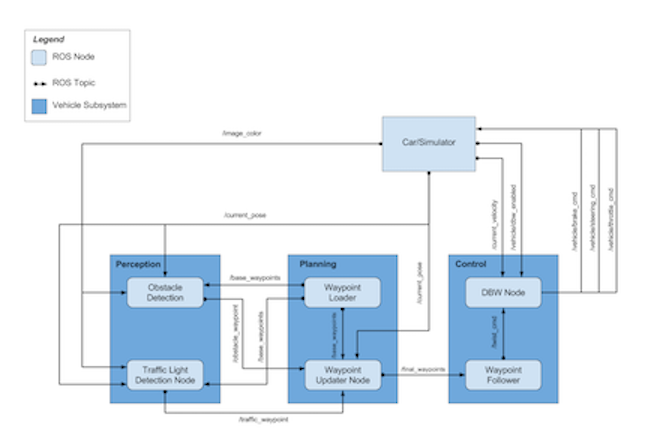 Legend
ROS Node
ROS Topic
Vehicle Subsystem
/image_color
Car/Simulator
/current_pose
/current_velocity
/vehicle/dbw_enabled
/vehicle/brake_cmd
/vehicle/steering_cmd
/vehicle/throttle_cmd
Perception
Planning
Control
Obstacle
Detection
/base_waypoints
Waypoint
Loader
/current_pose
DBW Node
/obstacle_waypoint
/base_waypoints
/base_waypoints
/twist_cmd
Traffic Light
Detection Node
Waypoint
Updater Node
/final_waypoints
Waypoint
Follower
/traffic_waypoint